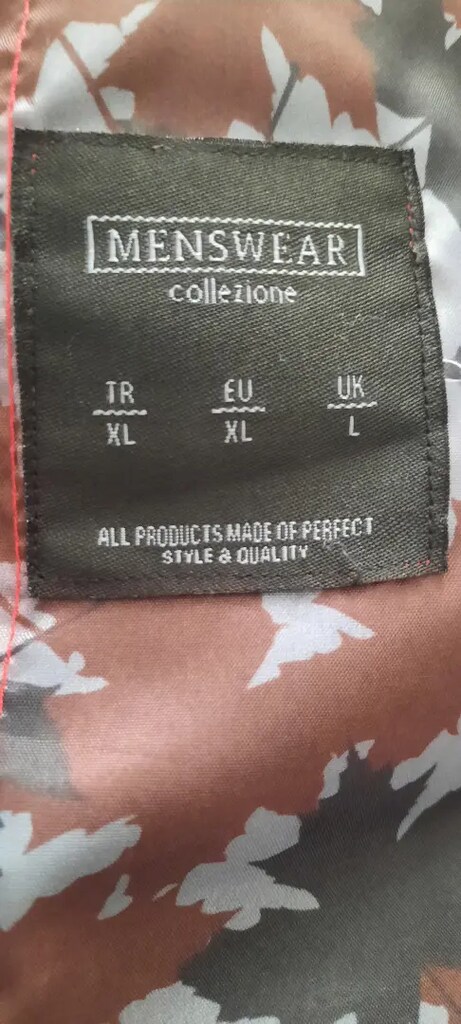 MENSWEAR
collezione
TR EU UK
XL XL L
ALL PRODUCTS MADE OF PERFECT
STYLE & QUALITY